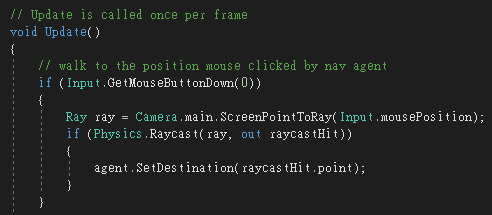 // Update is called once per frame
void Update()
{
// walk to the position mouse clicked by nav agent
if (Input.GetMouseButtonDown(0))
{
Ray ray = Camera.main.ScreenPointToRay(Input.mousePosition);
if (Physics.Raycast(ray, out raycastHit))
{
agent.SetDestination(raycastHit.point);
}
}